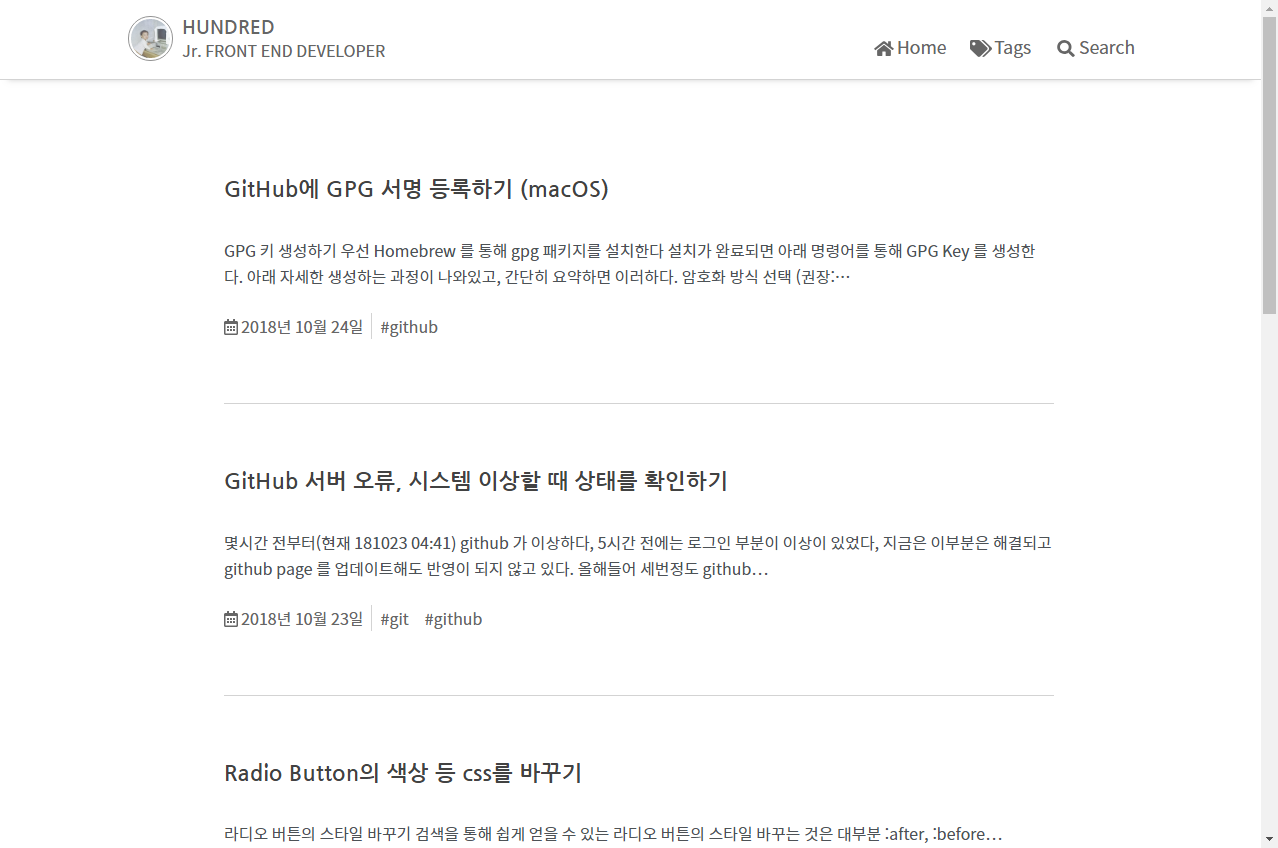 HUNDRED
Jr. FRONT END DEVELOPER
Home Tags Search
GitHub에 GPG 서명 등록하기 (macOS)
GPG 키 생성하기 우선 Homebrew 를 통해 gpg 패키지를 설치한다 설치가 완료되면 아래 명령어를 통해 GPG Key 를 생성한
다. 아래 자세한 생성하는 과정이 나와있고, 간단히 요약하면 이러하다. 암호화 방식 선택 (권장:…
2018년 10월 24일 #github
GitHub 서버 오류, 시스템 이상할 때 상태를 확인하기
몇시간 전부터(현재 181023 04:41) github 가 이상하다, 5시간 전에는 로그인 부분이 이상이 있었다, 지금은 이부분은 해결되고
github page 를 업데이트해도 반영이 되지 않고 있다. 올해들어 세번정도 github…
2018년 10월 23일 #git #github
Radio Button의 색상 등 css를 바꾸기
라디오 버튼의 스타일 바꾸기 검색을 통해 쉽게 얻을 수 있는 라디오 버튼의 스타일 바꾸는 것은 대부분 :after, :before…